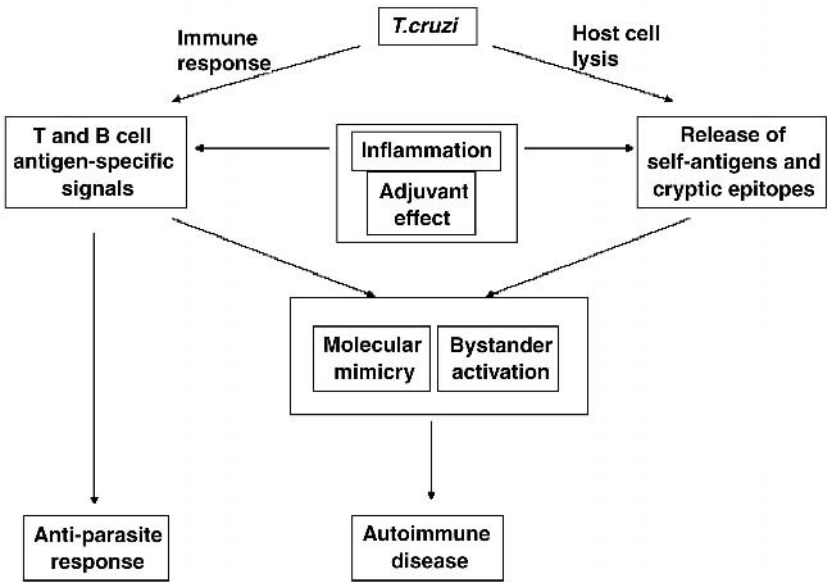 T.cruzi
Immune
response
Host cell
lysis
T and B cell
antigen-specific
signals
Inflammation
Adjuvant
effect
Release of
self-antigens and
cryptic epitopes
Molecular
mimicry
Bystander
activation
Anti-parasite
response
Autoimmune
disease